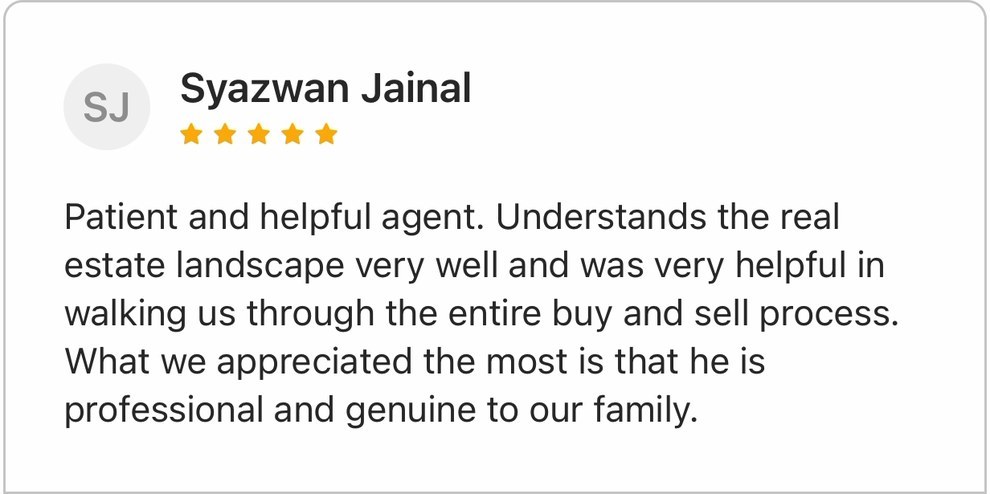 SJ
Syazwan Jainal
Patient and helpful agent. Understands the real
estate landscape very well and was very helpful in
walking us through the entire buy and sell process.
What we appreciated the most is that he is
professional and genuine to our family.